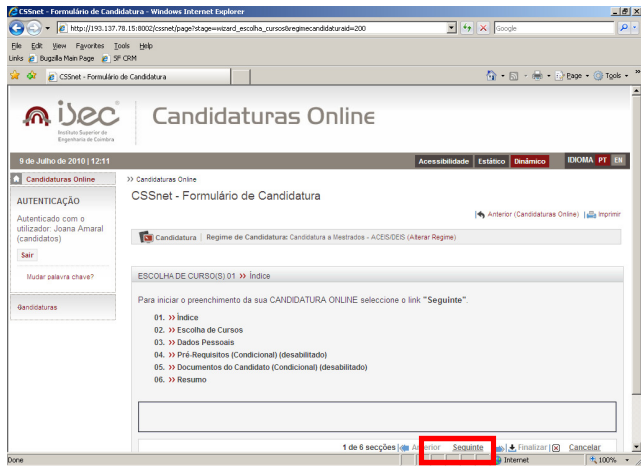 CSSnet - Formulário de Candidatura - Windows Internet Explorer
http://193.137.78.15:8002/cssnet/page?stage=wizard_escolha_cursos&regimecandidaturaid=200
Google
File Edit View Favorites Tools Help
Links Bugzilla Main Page SF CRM
CSSnet - Formulário de Candidatura
Page Tools
isec
Instituto Superior de
Engenharia de Coimbra
Candidaturas Online
9 de Julho de 2010 | 12:11
Acessibilidade Estático Dinâmico IDIOMA PT EN
Candidaturas Online
>> Candidaturas Online
CSSnet - Formulário de Candidatura
AUTENTICAÇÃO
Autenticado com o
utilizador: Joana Amaral
(candidatos)
Sair
Mudar palavra chave?
Candidaturas
Anterior (Candidaturas Online) | Imprimir
Candidatura | Regime de Candidatura: Candidatura a Mestrados - ACEIS/DEIS (Alterar Regime)
ESCOLHA DE CURSO(S) 01 >> Índice
Para iniciar o preenchimento da sua CANDIDATURA ONLINE seleccione o link "Seguinte".
01. >> Índice
02. >> Escolha de Cursos
03. >> Dados Pessoais
04. >> Pré-Requisitos (Condicional) (desabilitado)
05. >> Documentos do Candidato (Condicional) (desabilitado)
06. >> Resumo
1 de 6 secções | Anterior Seguinte | Finalizar | Cancelar
Done Internet 100%